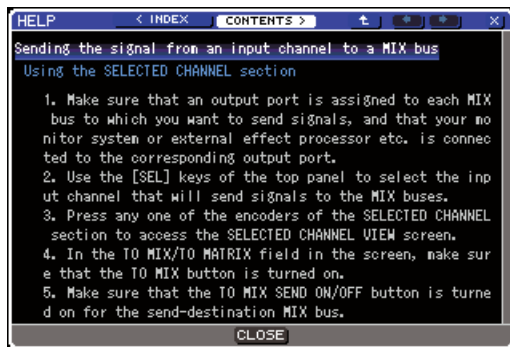 HELP < INDEX CONTENTS > X
Sending the signal from an input channel to a MIX bus
Using the SELECTED CHANNEL section
1. Make sure that an output port is assigned to each MIX
bus to which you want to send signals, and that your mo
nitor system or external effect processor etc. is connec
ted to the corresponding output port.
2. Use the [SEL] keys of the top panel to select the inp
ut channel that will send signals to the MIX buses.
3. Press any one of the encoders of the SELECTED CHANNEL
section to access the SELECTED CHANNEL VIEW screen.
4. In the TO MIX/TO MATRIX field in the screen, make sur
e that the TO MIX button is turned on.
5. Make sure that the TO MIX SEND ON/OFF button is turne
d on for the send-destination MIX bus.
CLOSE